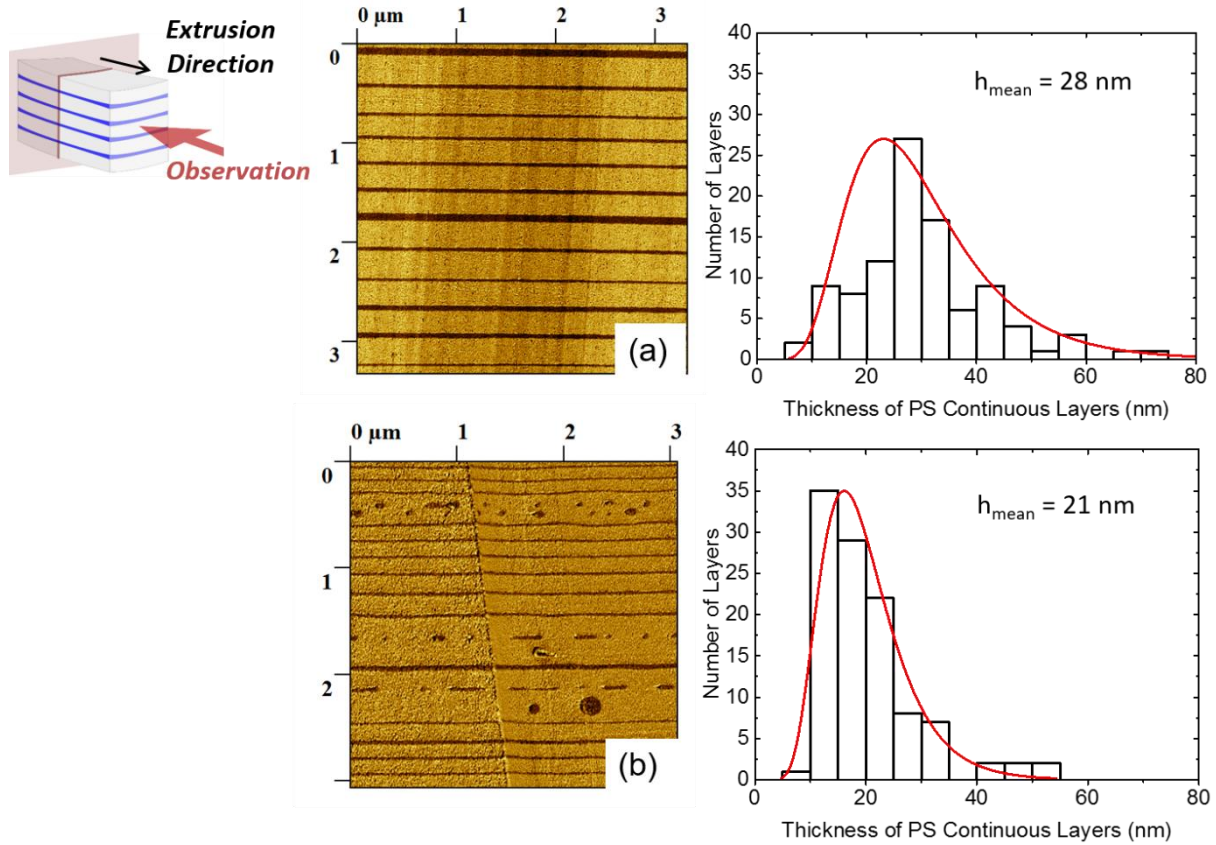 Extrusion
Direction
Observation
0 µm 1 2 3
0
1
2
3
(a)
40
35
30
25
20
15
10
5
0
Number of Layers
h_mean = 28 nm
0 20 40 60 80
Thickness of PS Continuous Layers (nm)
0 µm 1 2 3
0
1
2
(b)
40
35
30
25
20
15
10
5
0
Number of Layers
h_mean = 21 nm
0 20 40 60 80
Thickness of PS Continuous Layers (nm)